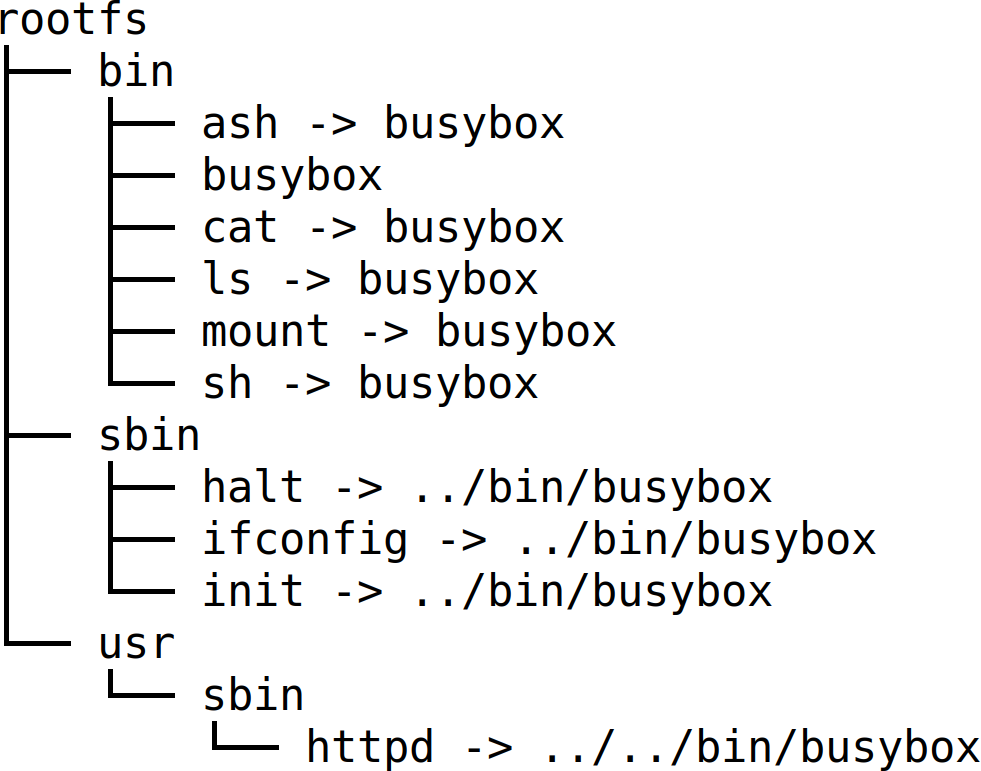 rootfs
bin
ash -> busybox
busybox
cat -> busybox
ls -> busybox
mount -> busybox
sh -> busybox
sbin
halt -> ../bin/busybox
ifconfig -> ../bin/busybox
init -> ../bin/busybox
usr
sbin
httpd -> ../../bin/busybox